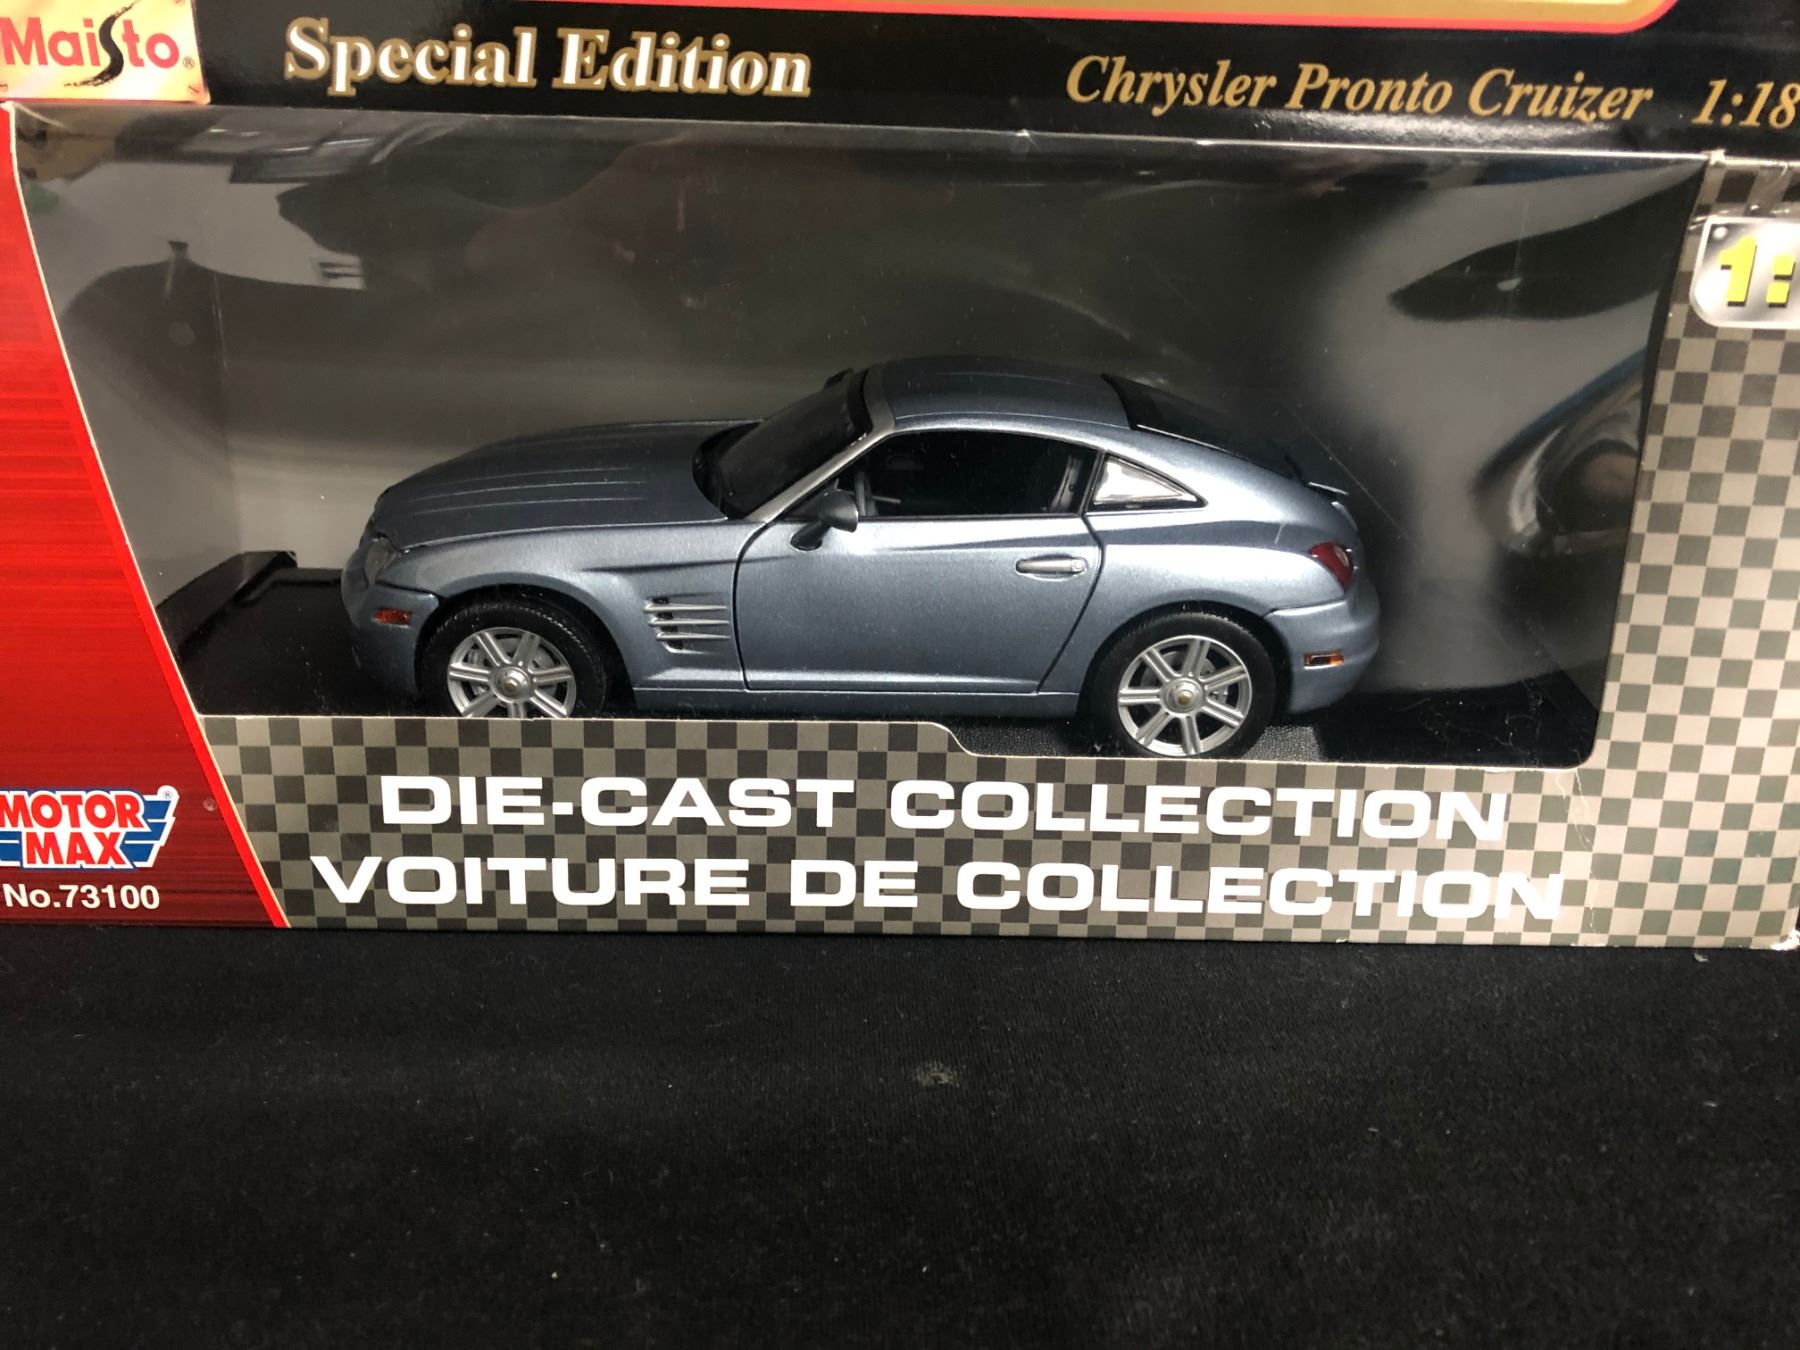 Maisto®
Special Edition
Chrysler Pronto Cruizer 1:18
1:
DIE-CAST COLLECTION
VOITURE DE COLLECTION
MOTOR
MAX®
No.73100